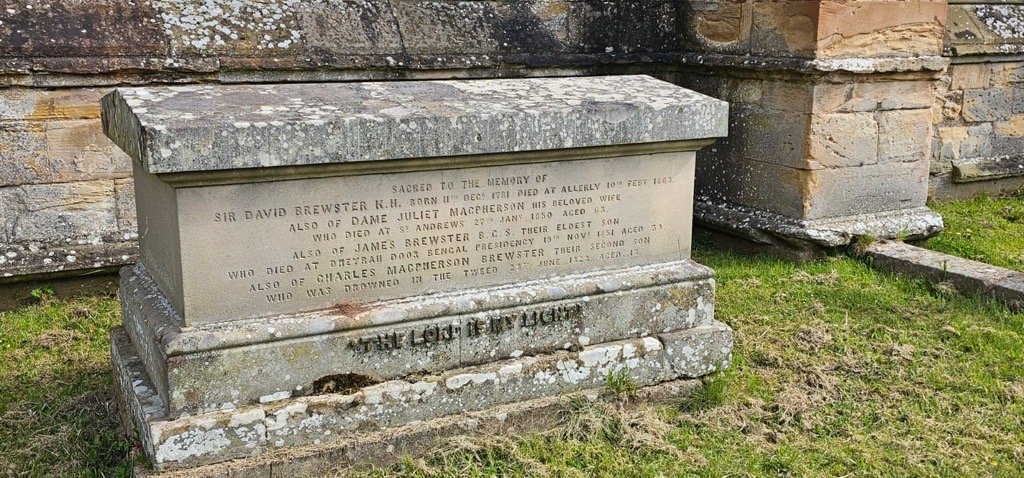 SACRED TO THE MEMORY OF
SIR DAVID BREWSTER K.H. BORN 11TH DECR 1781 DIED AT ALLERLY 10TH FEBY 1868.
ALSO OF DAME JULIET MACPHERSON HIS BELOVED WIFE
WHO DIED AT ST ANDREWS 27TH JANY 1850 AGED 63
ALSO OF JAMES BREWSTER B.C.S. THEIR ELDEST SON
WHO DIED AT DHEYRAH DOOR BENGAL PRESIDENCY 19TH NOVR 1851 AGED 39
ALSO OF CHARLES MACPHERSON BREWSTER THEIR SECOND SON
WHO WAS DROWNED IN THE TWEED JUNE AGED
"THE LORD IS MY LIGHT"